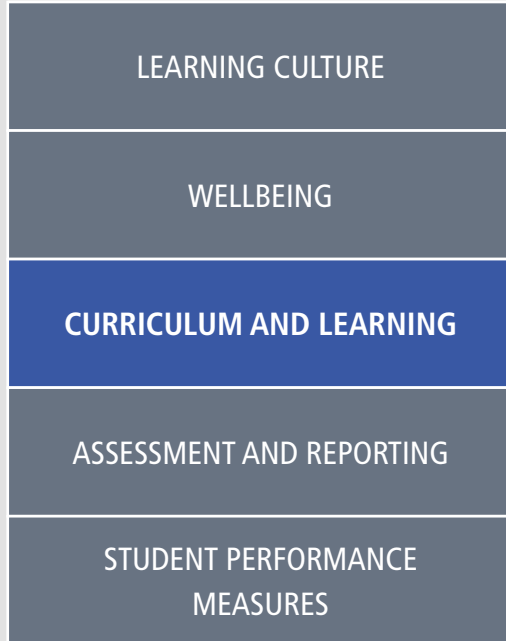 LEARNING CULTURE
WELLBEING
CURRICULUM AND LEARNING
ASSESSMENT AND REPORTING
STUDENT PERFORMANCE
MEASURES